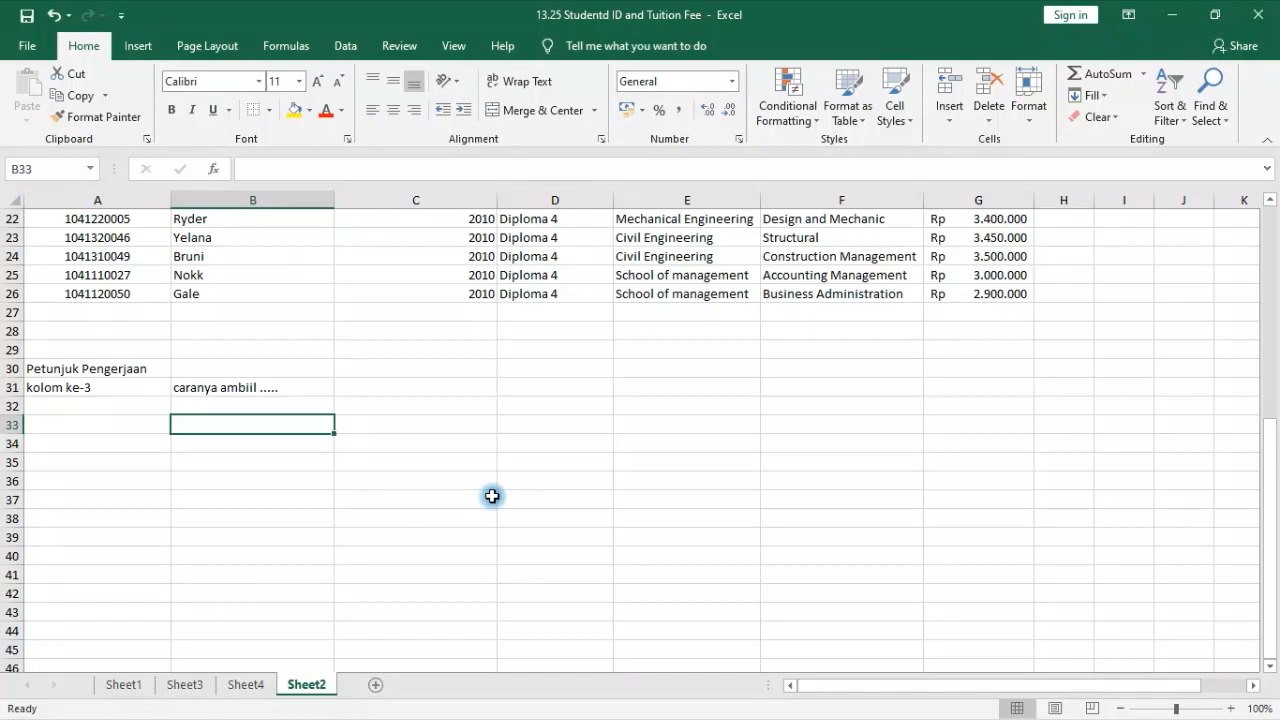 13.25 Studentd ID and Tuition Fee - Excel
Sign in
File Home Insert Page Layout Formulas Data Review View Help Tell me what you want to do Share
Paste Cut Copy Format Painter
Clipboard
Calibri 11
B I U A A A
Font
ab Wrap Text
Merge & Center
Alignment
General
% , .0 .00 .00 .0
Number
Conditional Formatting Format as Table Cell Styles
Styles
Insert Delete Format
Cells
AutoSum Fill Clear Sort & Filter Find & Select
Editing
B33 fx
A B C D E F G H I J K
22 1041220005 Ryder 2010 Diploma 4 Mechanical Engineering Design and Mechanic Rp 3.400.000
23 1041320046 Yelana 2010 Diploma 4 Civil Engineering Structural Rp 3.450.000
24 1041310049 Bruni 2010 Diploma 4 Civil Engineering Construction Management Rp 3.500.000
25 1041110027 Nokk 2010 Diploma 4 School of management Accounting Management Rp 3.000.000
26 1041120050 Gale 2010 Diploma 4 School of management Business Administration Rp 2.900.000
27
28
29
30 Petunjuk Pengerjaan
31 kolom ke-3 caranya ambiil .....
32
33
34
35
36
37
38
39
40
41
42
43
44
45
46
Sheet1 Sheet3 Sheet4 Sheet2
Ready 100%